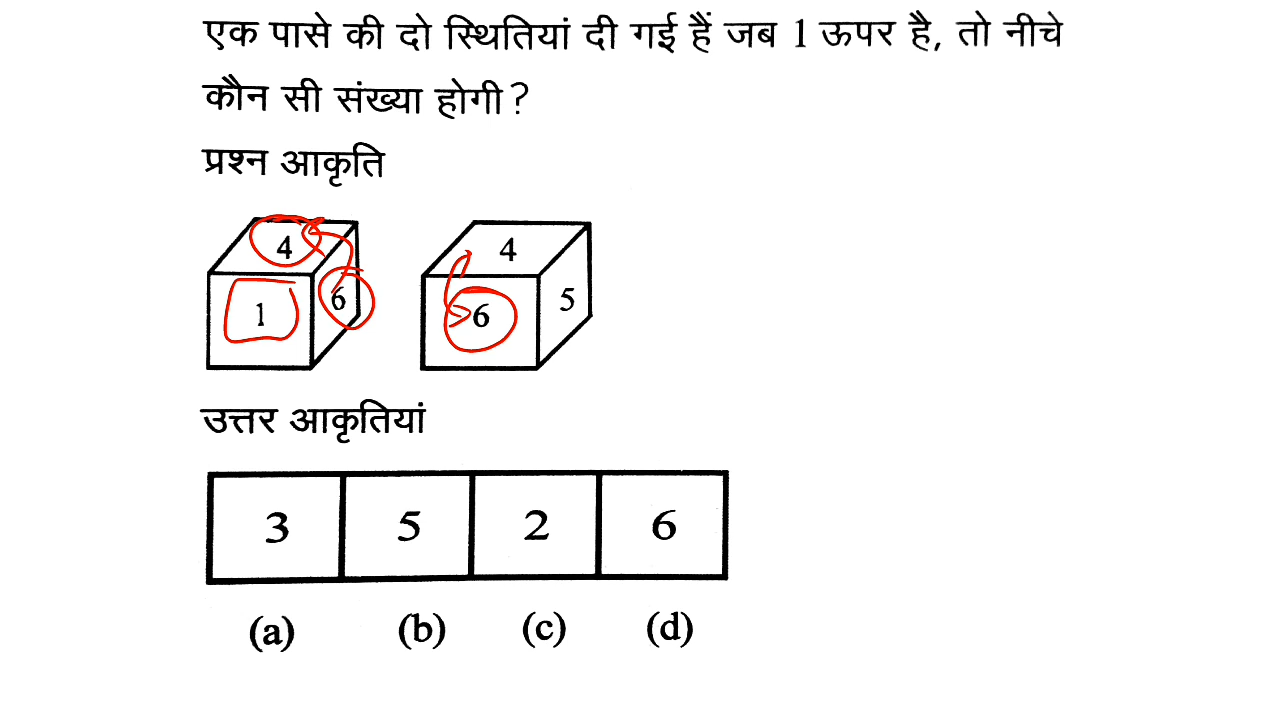 एक पासे की दो स्थितियां दी गई हैं जब 1 ऊपर है, तो नीचे
कौन सी संख्या होगी?
प्रश्न आकृति
4 1 6 4 6 5
उत्तर आकृतियां
3 5 2 6
(a) (b) (c) (d)